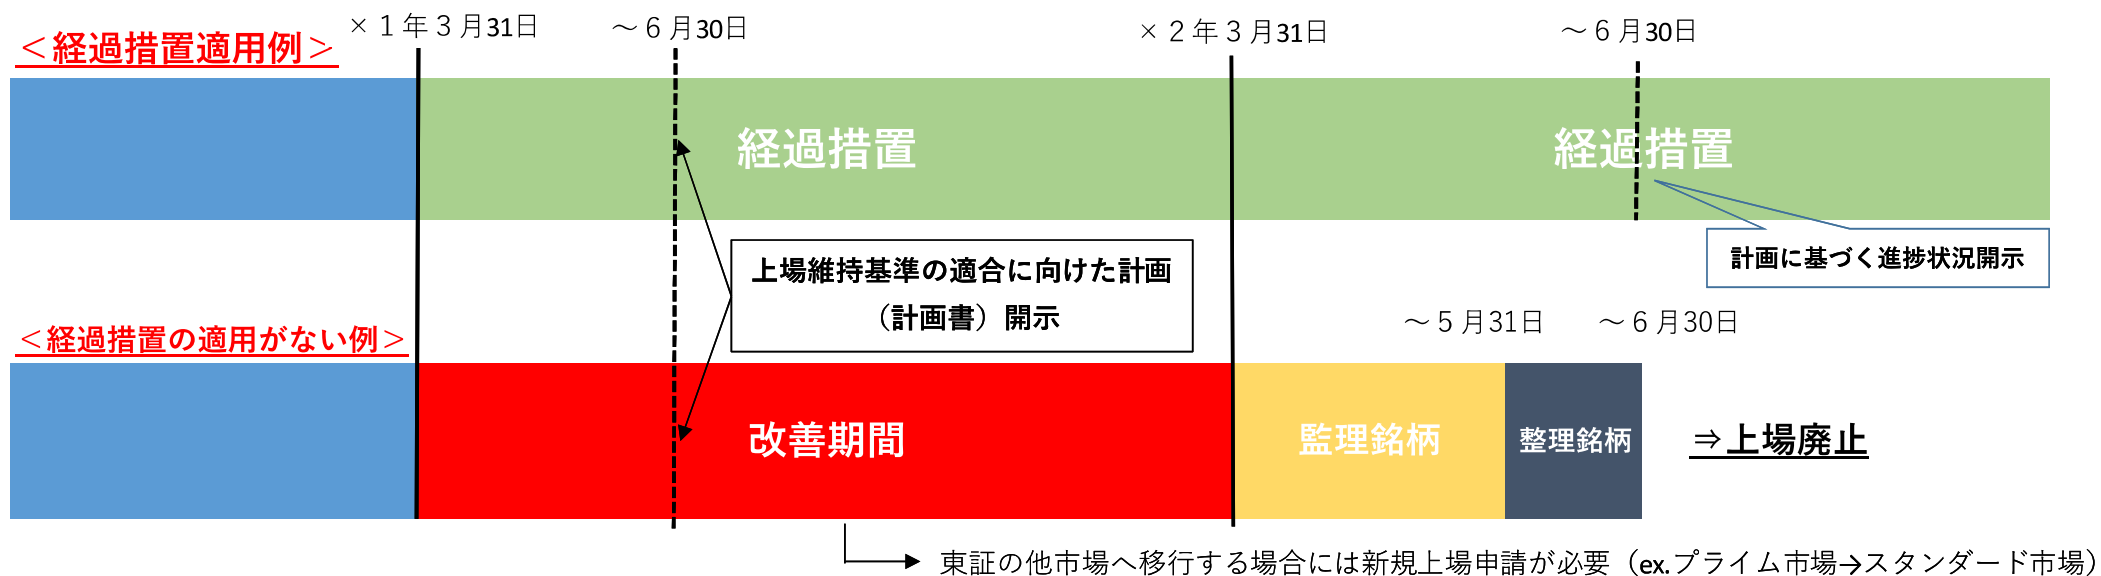 ×１年３月31日
～６月30日
×２年３月31日
～６月30日
＜経過措置適用例＞
経過措置
経過措置
計画に基づく進捗状況開示
上場維持基準の適合に向けた計画
（計画書）開示
～５月31日
～６月30日
＜経過措置の適用がない例＞
改善期間
監理銘柄
整理銘柄
⇒上場廃止
東証の他市場へ移行する場合には新規上場申請が必要（ex.プライム市場→スタンダード市場）